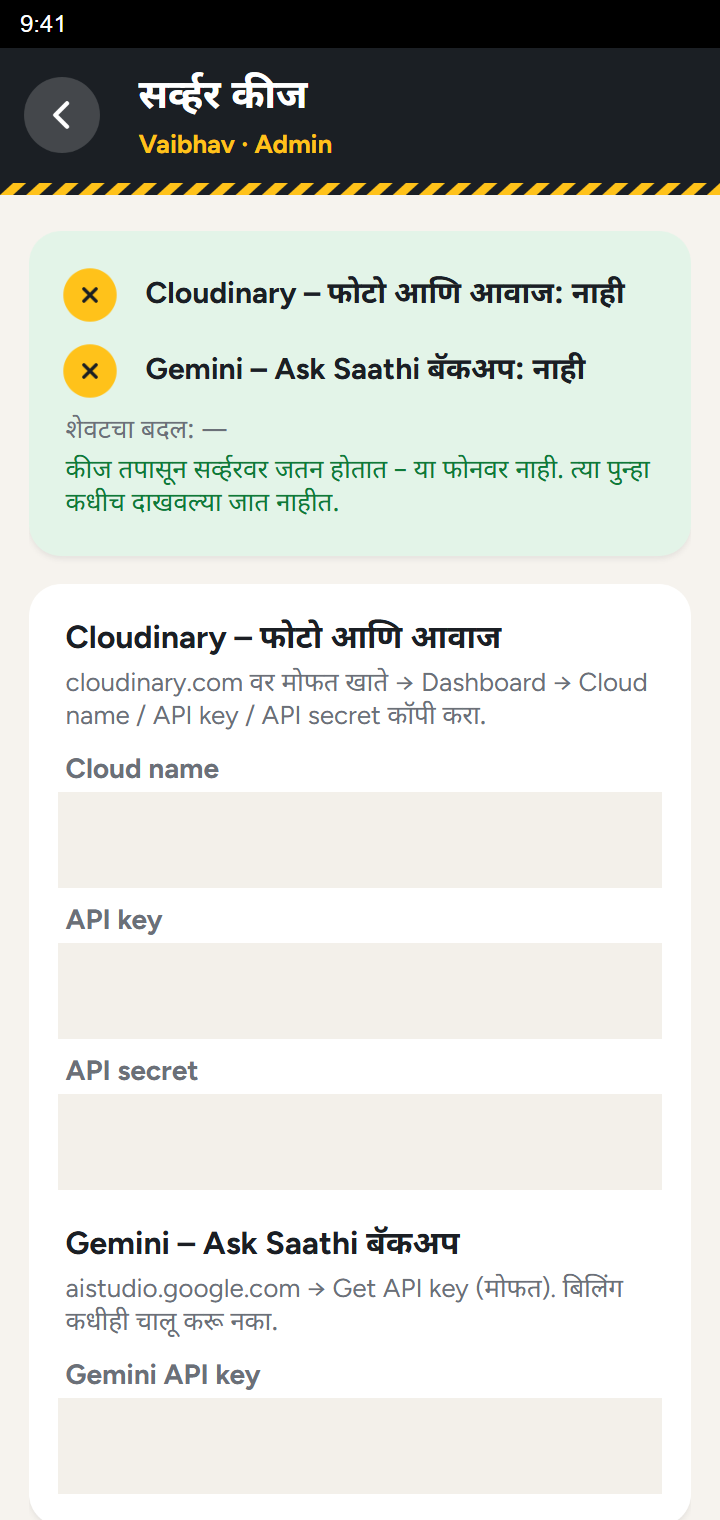 9:41
सर्व्हर कीज
Vaibhav · Admin
Cloudinary – फोटो आणि आवाज: नाही
Gemini – Ask Saathi बॅकअप: नाही
शेवटचा बदल: —
कीज तपासून सर्व्हरवर जतन होतात – या फोनवर नाही. त्या पुन्हा
कधीच दाखवल्या जात नाहीत.
Cloudinary – फोटो आणि आवाज
cloudinary.com वर मोफत खाते → Dashboard → Cloud
name / API key / API secret कॉपी करा.
Cloud name
API key
API secret
Gemini – Ask Saathi बॅकअप
aistudio.google.com → Get API key (मोफत). बिलिंग
कधीही चालू करू नका.
Gemini API key